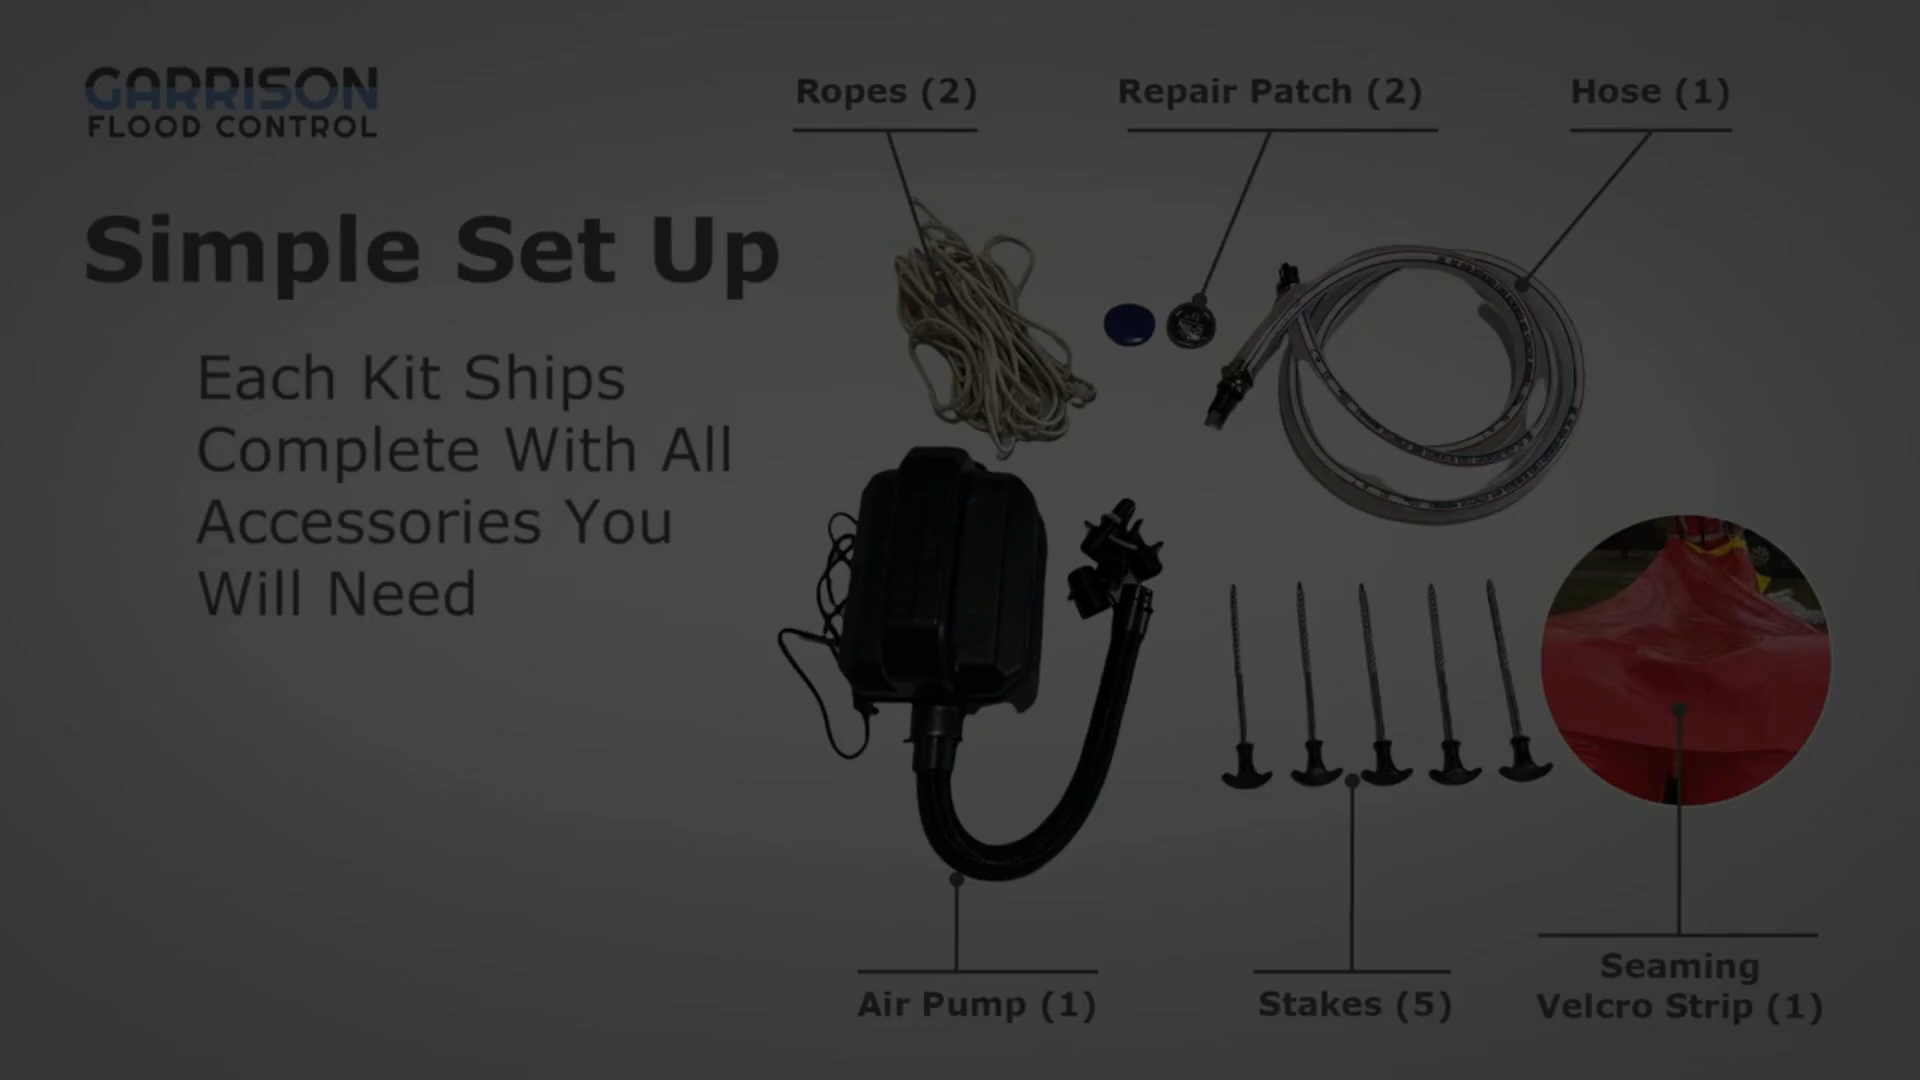 GARRISON
FLOOD CONTROL
Simple Set Up
Each Kit Ships
Complete With All
Accessories You
Will Need
Ropes (2)
Repair Patch (2)
Hose (1)
Air Pump (1)
Stakes (5)
Seaming
Velcro Strip (1)